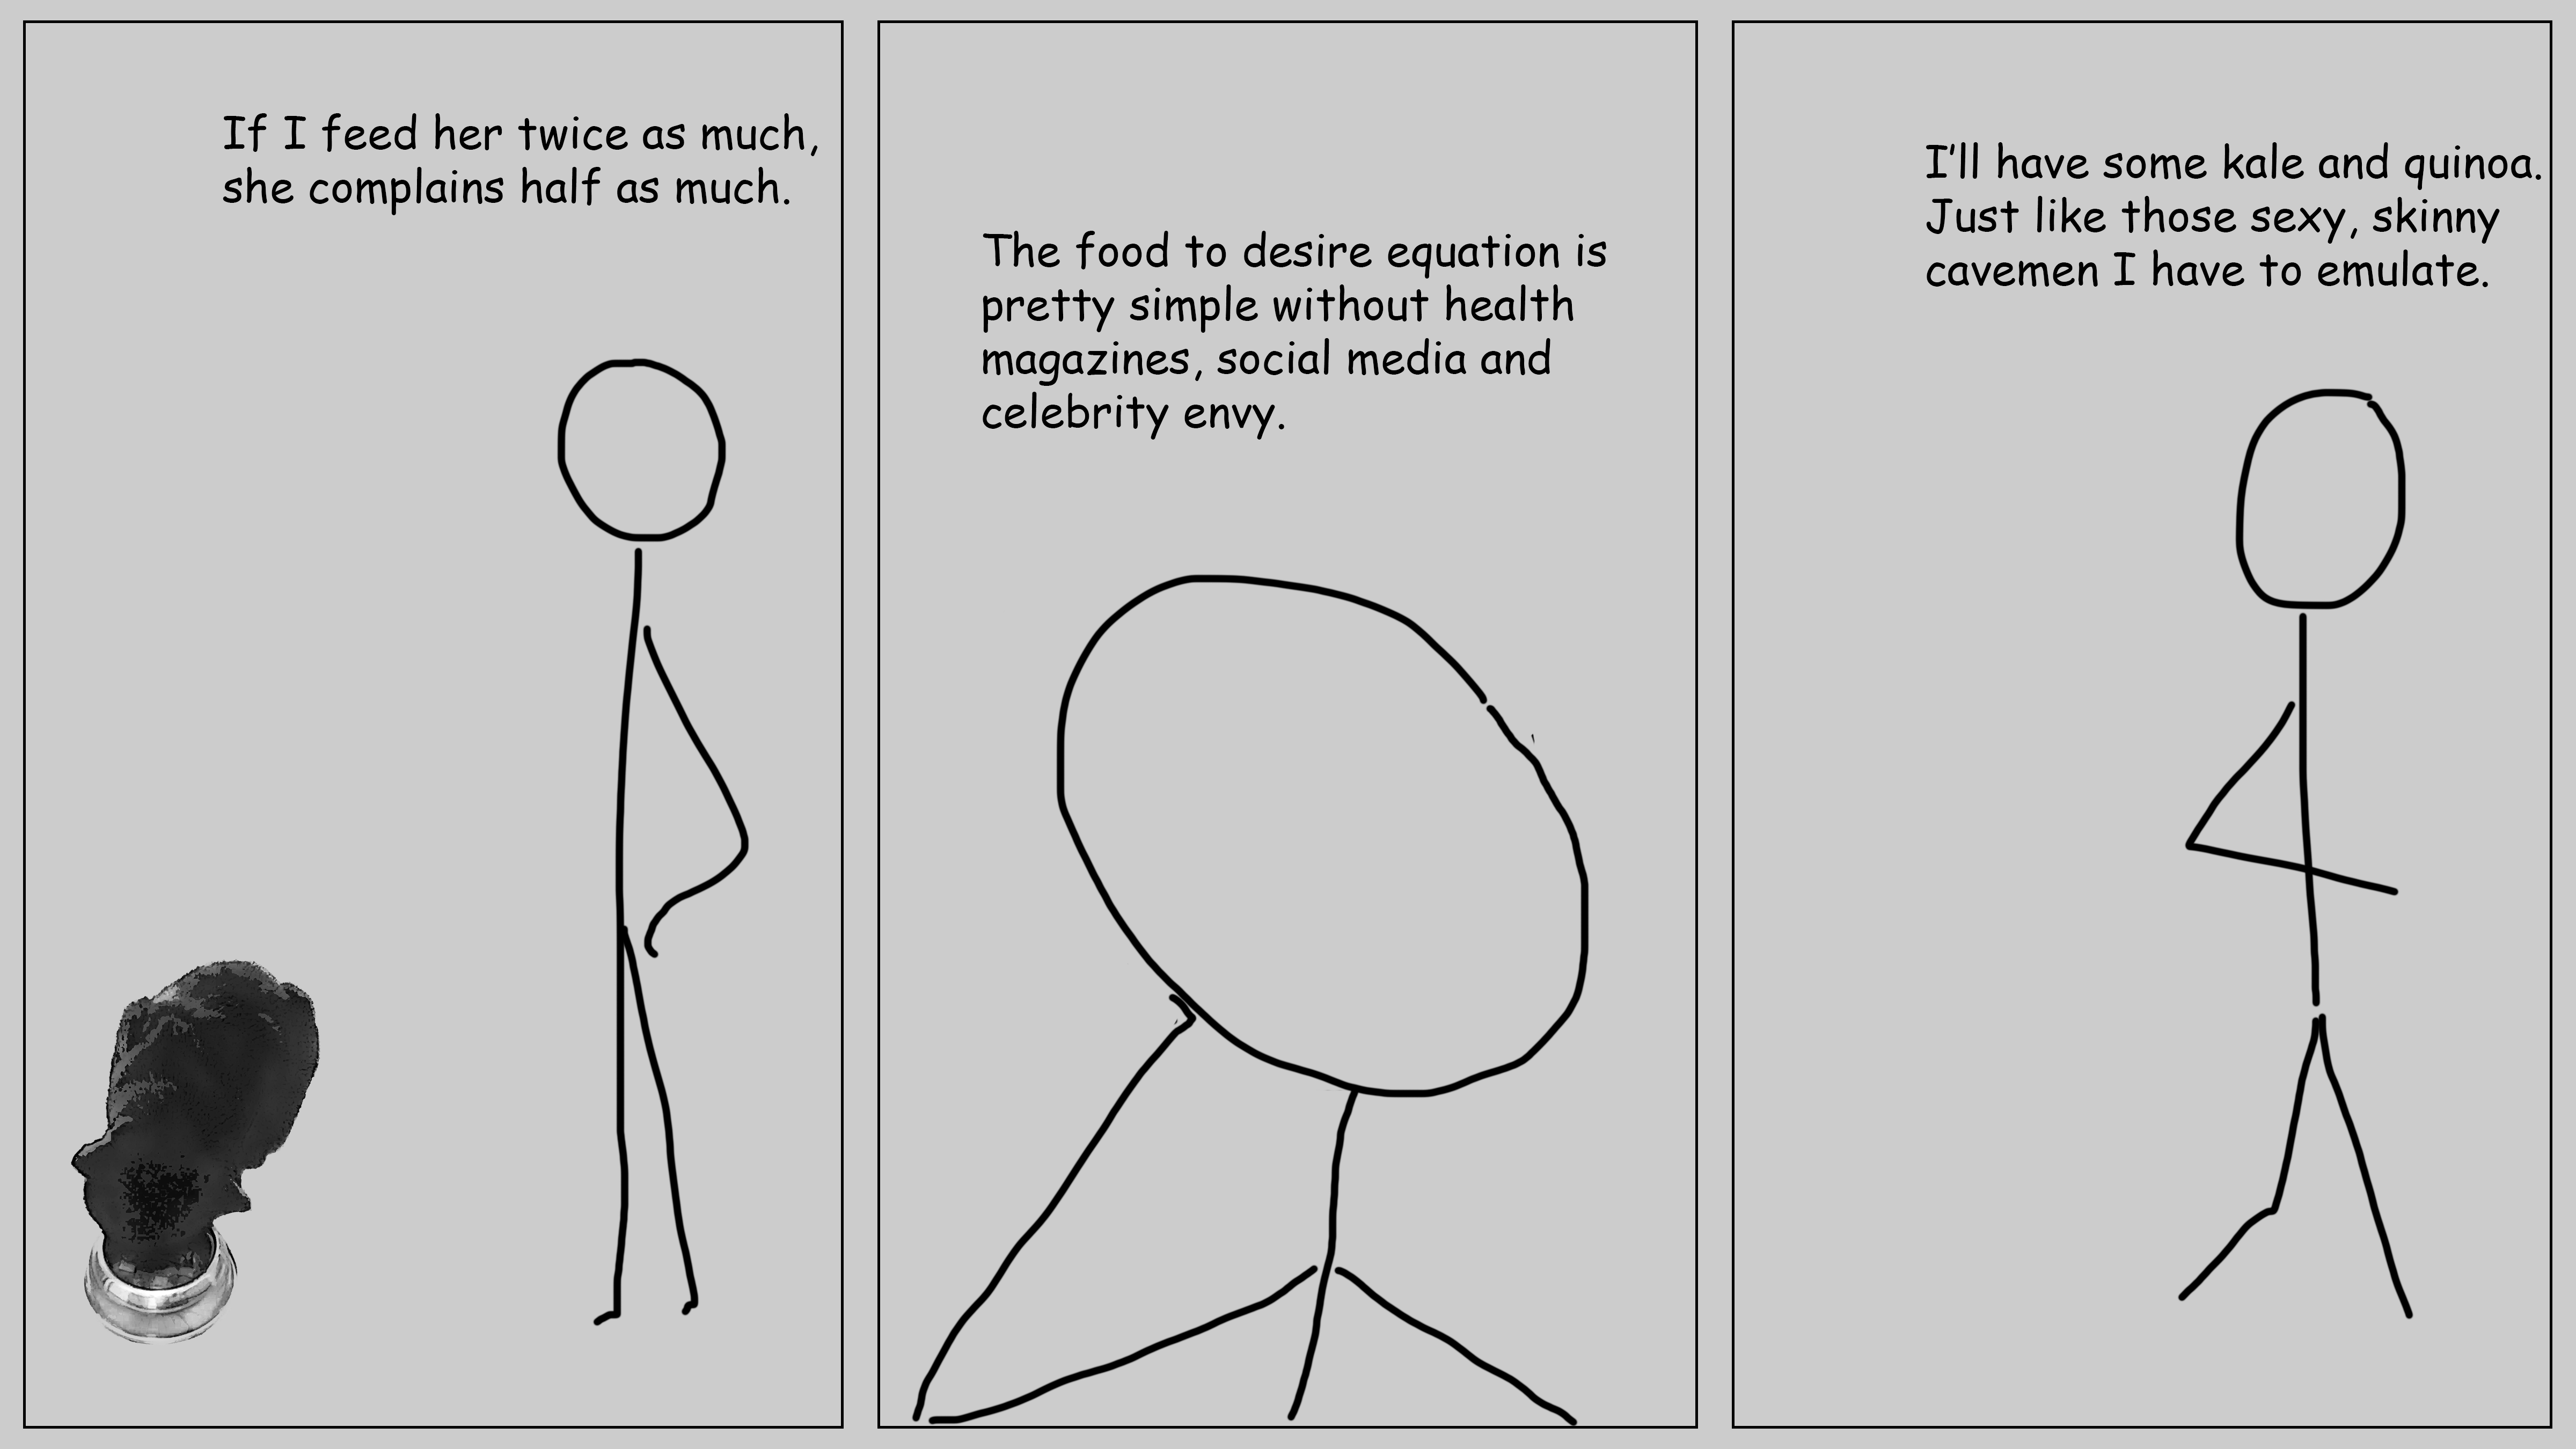 If I feed her twice as much,
she complains half as much.
The food to desire equation is
pretty simple without health
magazines, social media and
celebrity envy.
I'll have some kale and quinoa.
Just like those sexy, skinny
cavemen I have to emulate.